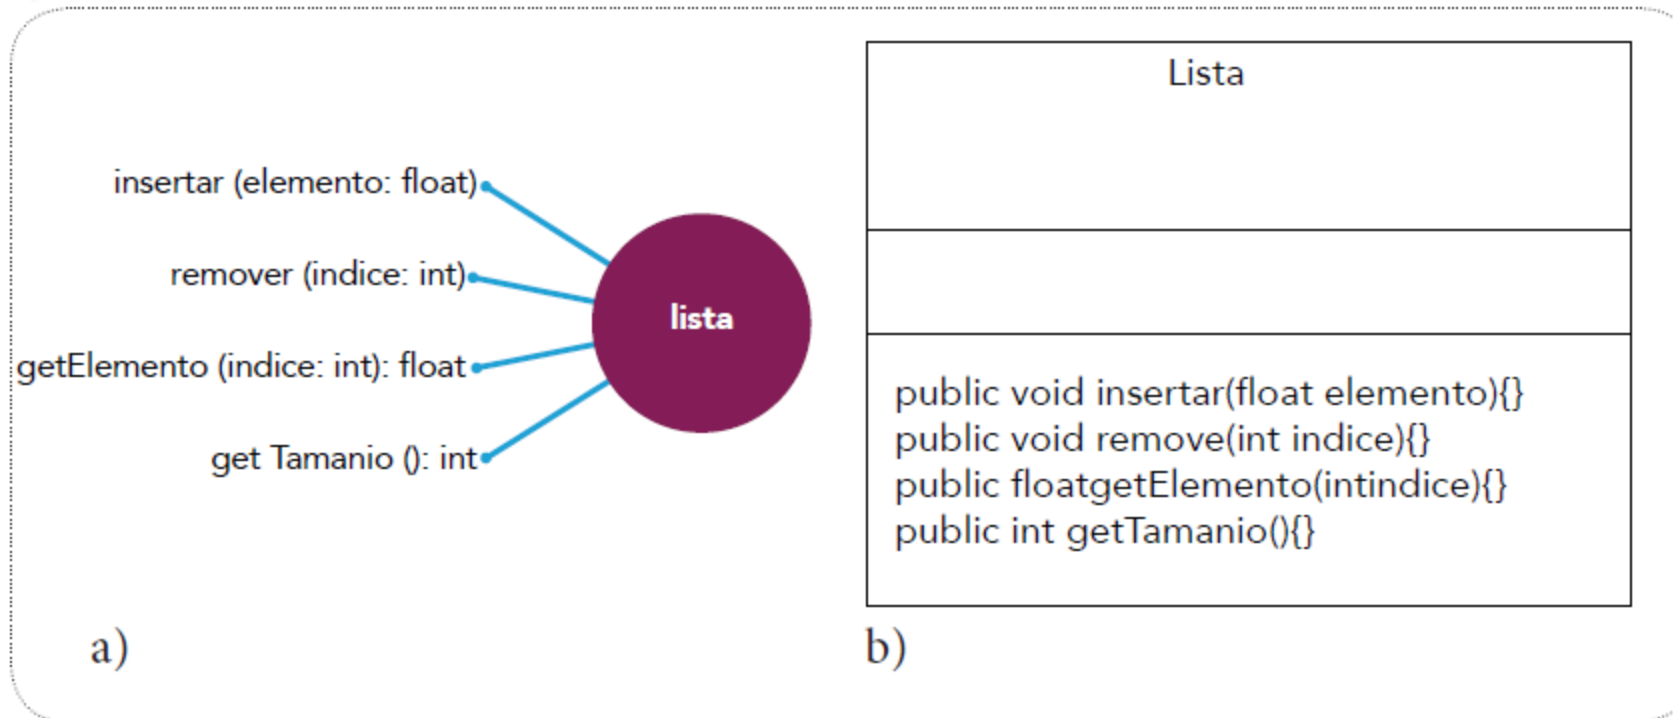 insertar (elemento: float)
remover (indice: int)
getElemento (indice: int): float
get Tamanio (): int
lista
a)
Lista
public void insertar(float elemento){}
public void remove(int indice){}
public floatgetElemento(intindice){}
public int getTamanio(){}
b)